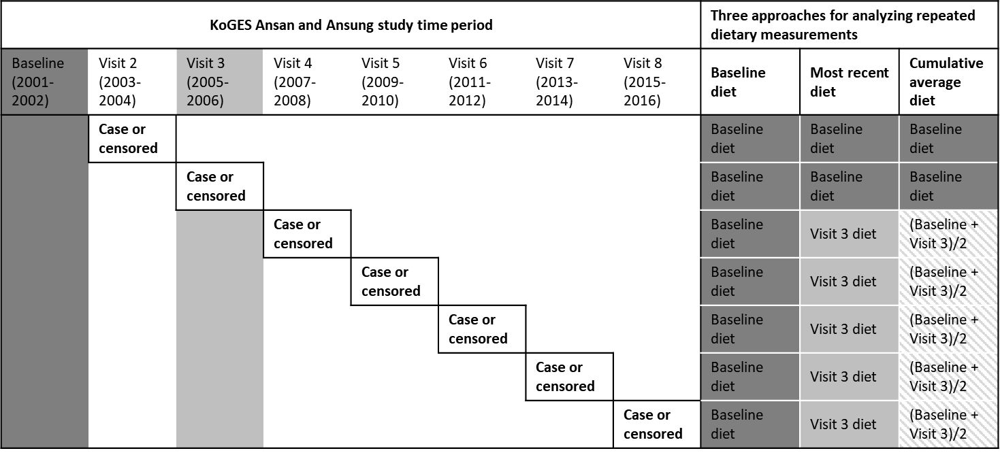 KoGES Ansan and Ansung study time period
Three approaches for analyzing repeated
dietary measurements
Baseline
(2001-
2002)
Visit 2
(2003-
2004)
Visit 3
(2005-
2006)
Visit 4
(2007-
2008)
Visit 5
(2009-
2010)
Visit 6
(2011-
2012)
Visit 7
(2013-
2014)
Visit 8
(2015-
2016)
Baseline
diet
Most recent
diet
Cumulative
average
diet
Case or
censored
Baseline
diet
Baseline
diet
Baseline
diet
Case or
censored
Baseline
diet
Baseline
diet
Baseline
diet
Case or
censored
Baseline
diet
Visit 3 diet
(Baseline +
Visit 3)/2
Case or
censored
Baseline
diet
Visit 3 diet
(Baseline +
Visit 3)/2
Case or
censored
Baseline
diet
Visit 3 diet
(Baseline +
Visit 3)/2
Case or
censored
Baseline
diet
Visit 3 diet
(Baseline +
Visit 3)/2
Case or
censored
Baseline
diet
Visit 3 diet
(Baseline +
Visit 3)/2